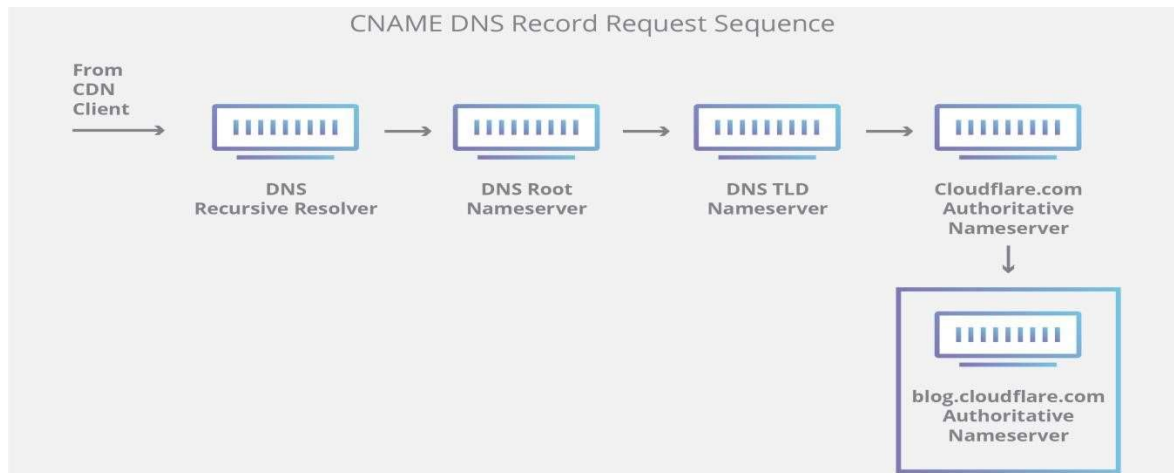 CNAME DNS Record Request Sequence
From
CDN
Client
DNS
Recursive Resolver
DNS Root
Nameserver
DNS TLD
Nameserver
Cloudflare.com
Authoritative
Nameserver
blog.cloudflare.com
Authoritative
Nameserver